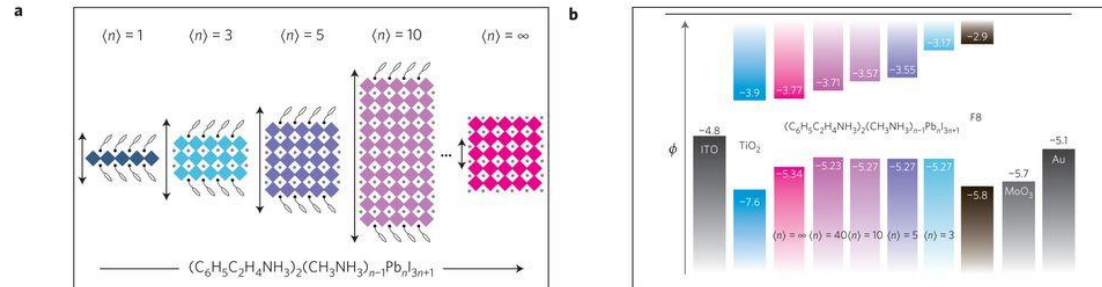 a
⟨n⟩ = 1
⟨n⟩ = 3
⟨n⟩ = 5
⟨n⟩ = 10
⟨n⟩ = ∞
...
(C₆H₅C₂H₄NH₃)₂(CH₃NH₃)ₙ₋₁PbₙI₃ₙ₊₁
b
ϕ
−3.9
−3.77
−3.71
−3.57
−3.55
−3.17
−2.9
(C₆H₅C₂H₄NH₃)₂(CH₃NH₃)ₙ₋₁PbₙI₃ₙ₊₁
F8
−4.8
ITO
TiO₂
−5.1
Au
−7.6
−5.34
−5.23
−5.27
−5.27
−5.27
−5.8
−5.7
MoO₃
⟨n⟩ = ∞
⟨n⟩ = 40
⟨n⟩ = 10
⟨n⟩ = 5
⟨n⟩ = 3